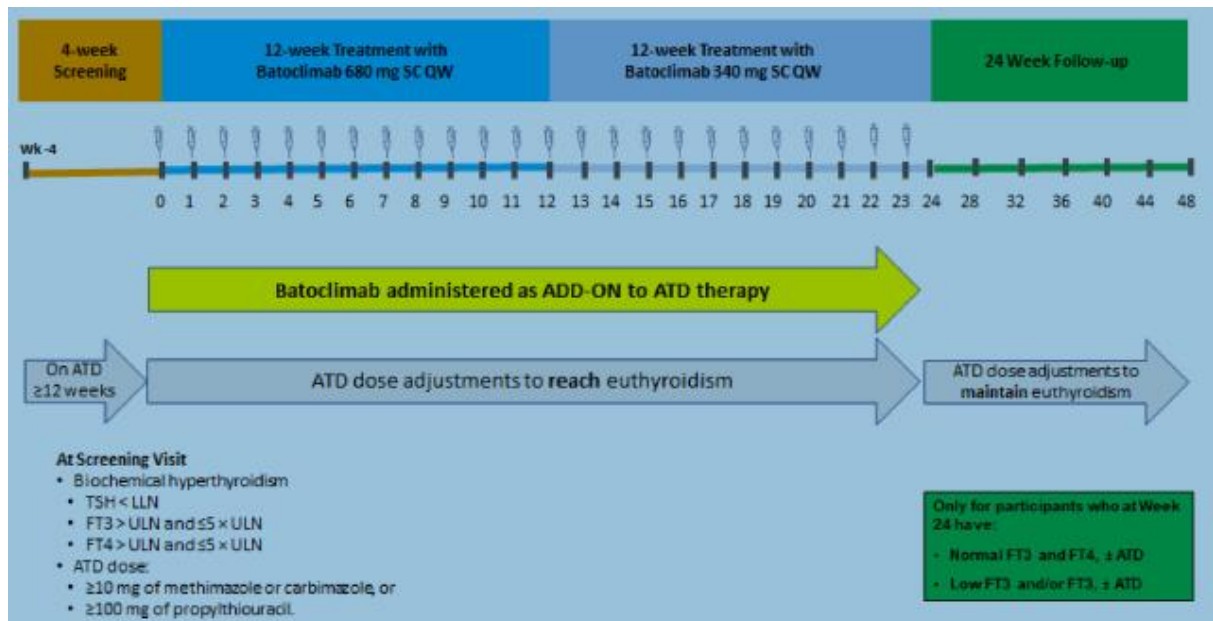 4-week
Screening
12-week Treatment with
Batoclimab 680 mg SC QW
12-week Treatment with
Batoclimab 340 mg SC QW
24 Week Follow-up
Wk -4
0 1 2 3 4 5 6 7 8 9 10 11 12 13 14 15 16 17 18 19 20 21 22 23 24 28 32 36 40 44 48
Batoclimab administered as ADD-ON to ATD therapy
On ATD
≥12 weeks
ATD dose adjustments to reach euthyroidism
ATD dose adjustments to
maintain euthyroidism
At Screening Visit
• Biochemical hyperthyroidism
• TSH < LLN
• FT3 > ULN and ≤5 × ULN
• FT4 > ULN and ≤5 × ULN
• ATD dose:
• ≥10 mg of methimazole or carbimazole, or
• ≥100 mg of propylthiouracil.
Only for participants who at Week
24 have:
- Normal FT3 and FT4, ± ATD
- Low FT3 and/or FT3, ± ATD